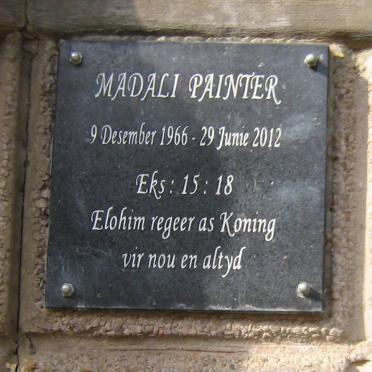 MADALI PAINTER
9 Desember 1966 - 29 Junie 2012
Eks : 15 : 18
Elohim regeer as Koning
vir nou en altyd